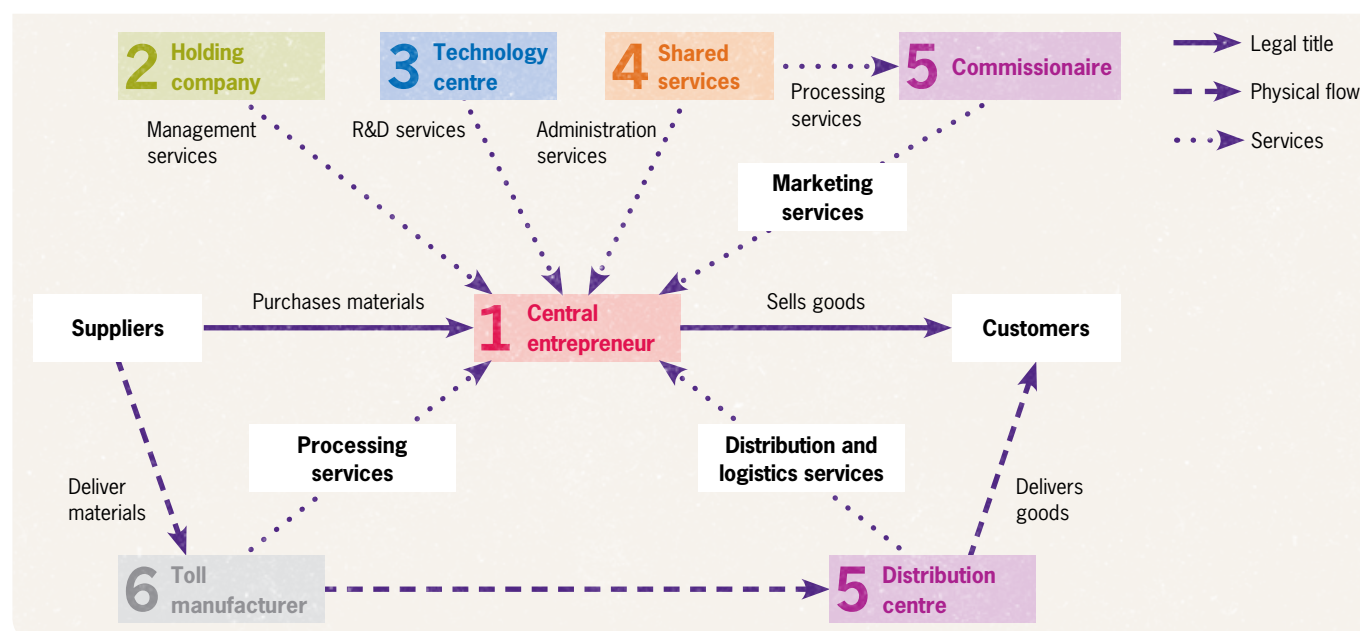 2 Holding
company
3 Technology
centre
4 Shared
services
Processing
services
5 Commissionaire
Legal title
Physical flow
Services
Management
services
R&D services
Administration
services
Marketing
services
Suppliers
Purchases materials
1 Central
entrepreneur
Sells goods
Customers
Processing
services
Distribution and
logistics services
Deliver
materials
Delivers
goods
6 Toll
manufacturer
5 Distribution
centre